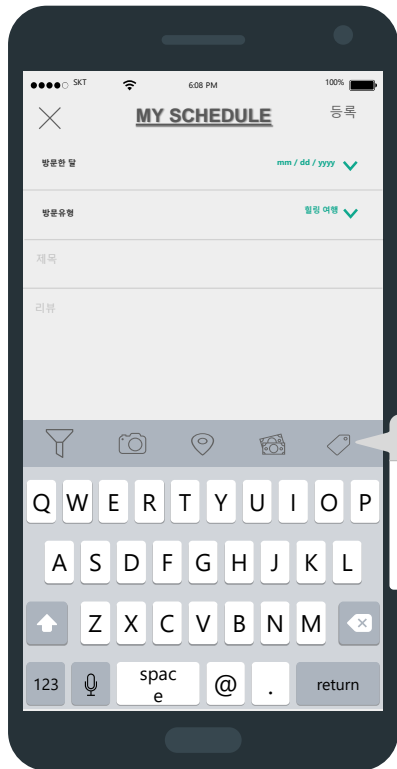 SKT 6:08 PM 100%
MY SCHEDULE 등록
방문한 달 mm / dd / yyyy
방문유형 힐링 여행
제목
리뷰
Q W E R T Y U I O P
A S D F G H J K L
Z X C V B N M
123 spac @ . return
e